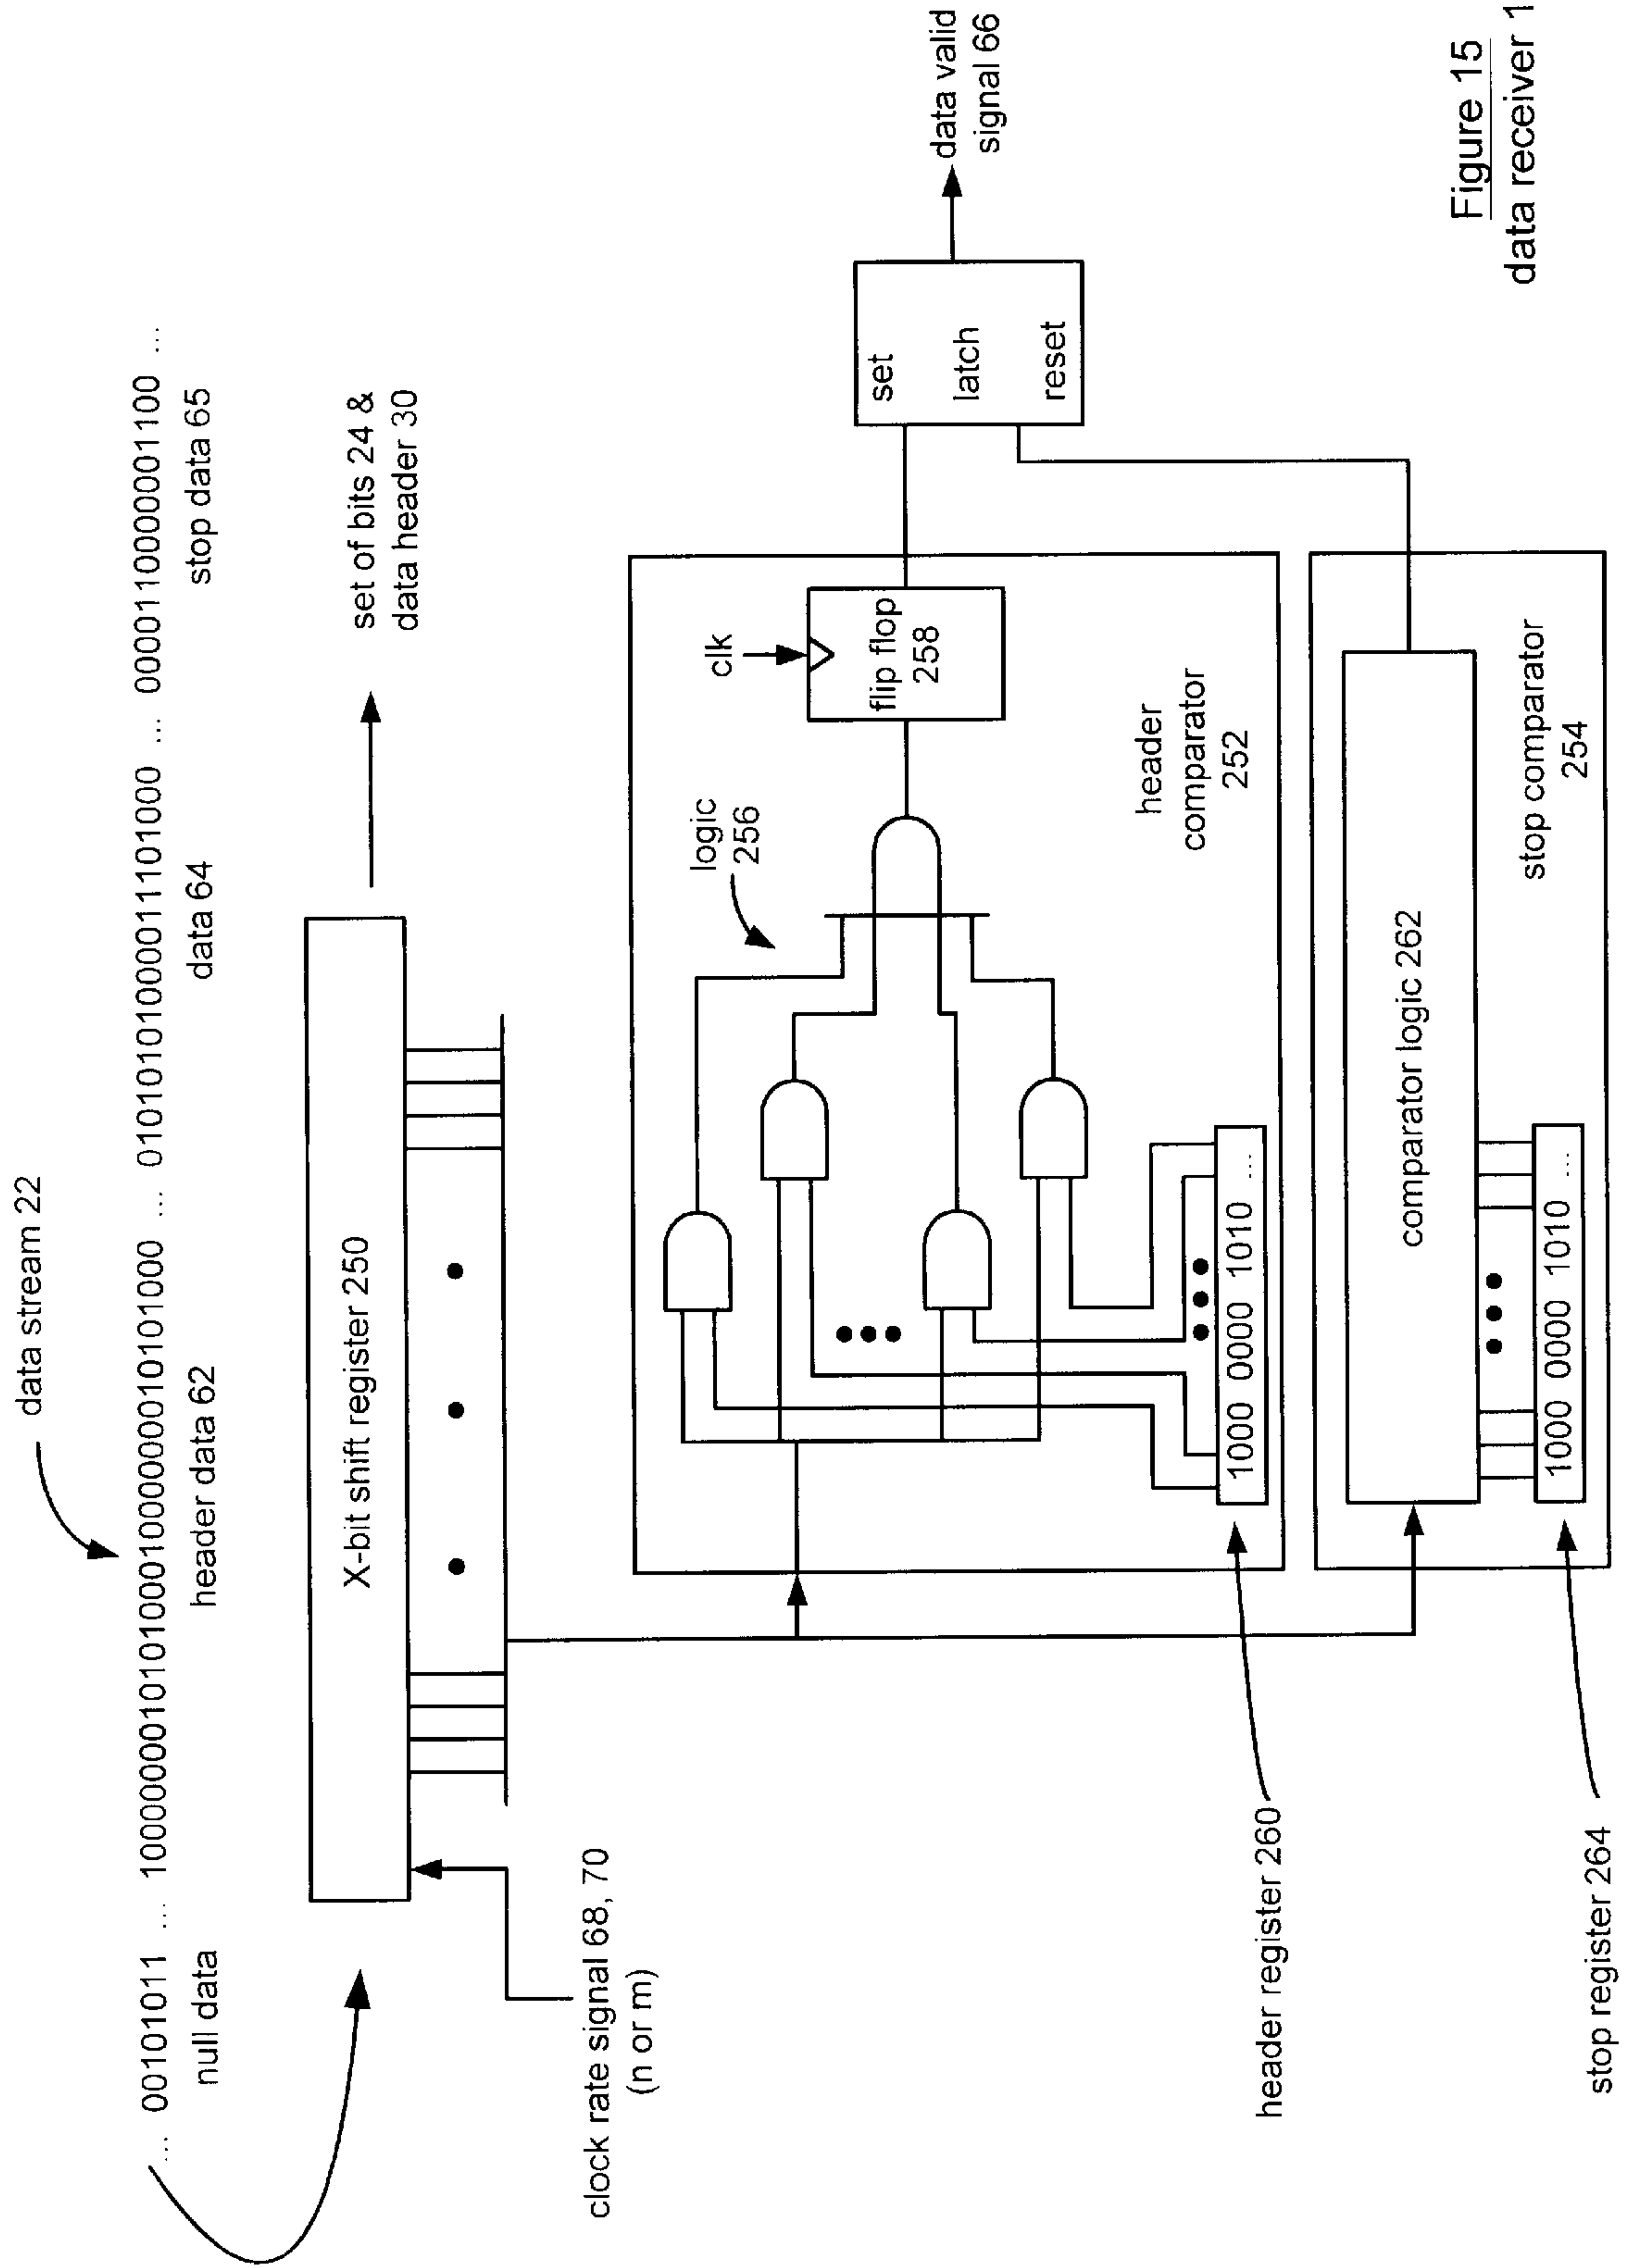 data stream 22
... 00101011 ... 10000001010100100100000010101000 ... 01010101000011101000 ... 0000110000001100 ...
null data
header data 62
data 64
stop data 65
X-bit shift register 250
set of bits 24 &
data header 30
clock rate signal 68, 70
(n or m)
logic
256
clk
flip flop
258
set
latch
reset
data valid
signal 66
header
comparator
252
1000 0000 1010 ...
header register 260
comparator logic 262
1000 0000 1010 ...
stop comparator
254
stop register 264
Figure 15
data receiver 1